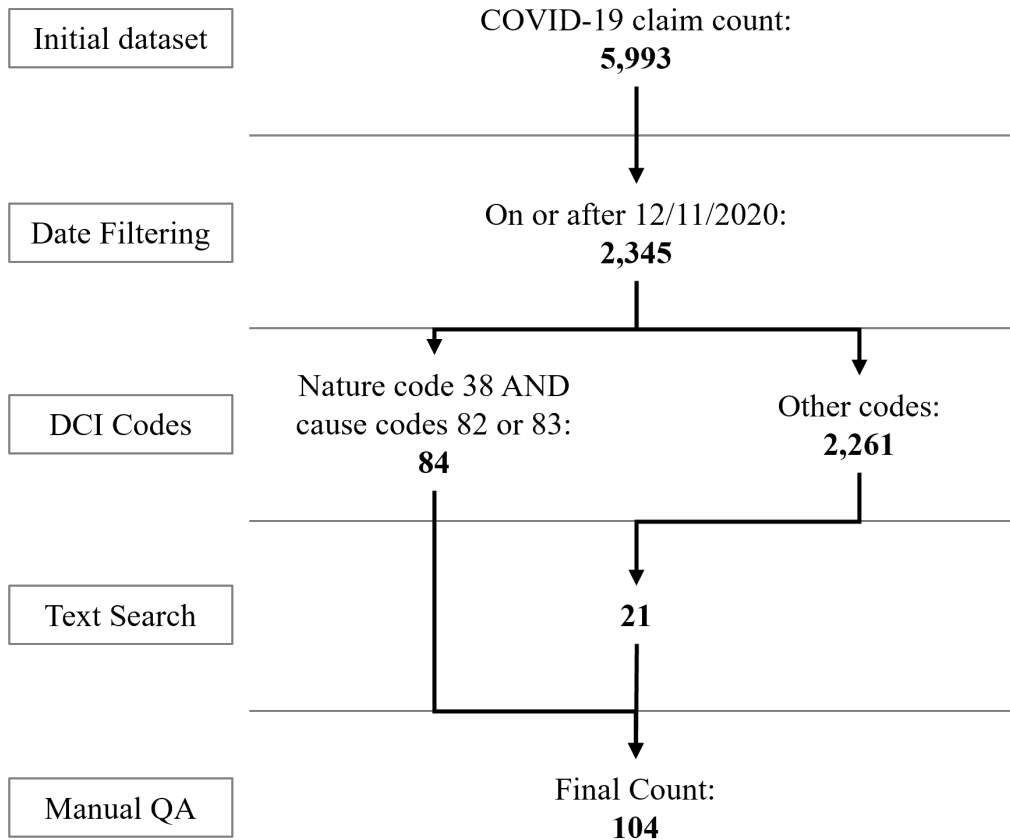 Initial dataset
COVID-19 claim count:
5,993
Date Filtering
On or after 12/11/2020:
2,345
DCI Codes
Nature code 38 AND
cause codes 82 or 83:
84
Other codes:
2,261
Text Search
21
Manual QA
Final Count:
104